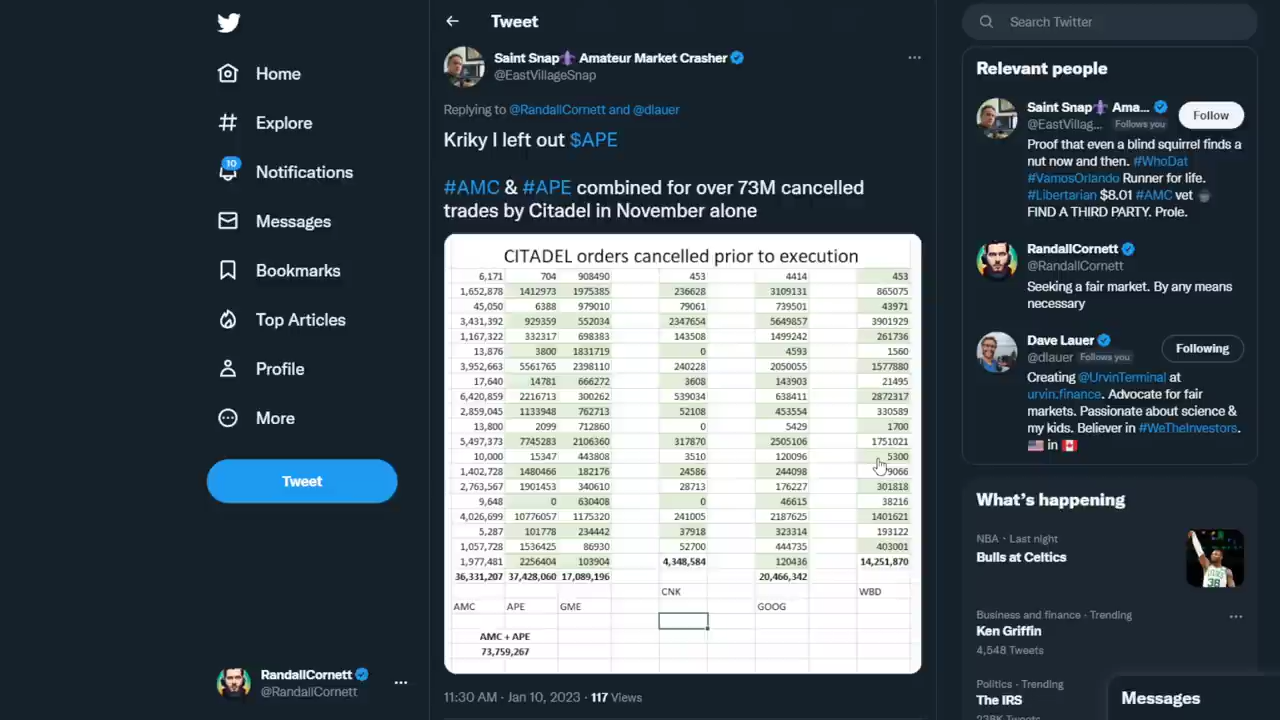 Home
Explore
10
Notifications
Messages
Bookmarks
Top Articles
Profile
More
Tweet
RandallCornett
@RandallCornett
Tweet
Saint Snap Amateur Market Crasher
@EastVillageSnap
Replying to @RandallCornett and @dlauer
Kriky I left out $APE
#AMC & #APE combined for over 73M cancelled
trades by Citadel in November alone
CITADEL orders cancelled prior to execution
6,171 704 908490 453 4414 453
1,652,878 1412973 1975385 236628 3109131 865075
45,050 6388 979010 79061 739501 43971
3,431,392 929359 552034 2347654 5649857 3901929
1,167,322 332317 698383 143508 1499242 261736
13,876 3800 1831719 0 4593 1560
3,952,663 5561765 2398110 240228 2050055 1577880
17,640 14781 666272 3608 143903 21495
6,420,859 2216713 300262 539034 638411 2872317
2,859,045 1133948 762713 52108 453554 330589
13,800 2099 712860 0 5429 1700
5,497,373 7745283 2106360 317870 2505106 1751021
10,000 15347 443808 3510 120096 5300
1,402,728 1480466 182176 24586 244098 9066
2,763,567 1901453 340610 28713 176227 301818
9,648 0 630408 0 46615 38216
4,026,699 10776057 1175320 241005 2187625 1401621
5,287 101778 234442 37918 323314 193122
1,057,728 1536425 86930 52700 444735 403001
1,977,481 2256404 103904 4,348,584 120436 14,251,870
36,331,207 37,428,060 17,089,196 20,466,342
CNK WBD
AMC APE GME GOOG
AMC + APE
73,759,267
11:30 AM · Jan 10, 2023 · 117 Views
Search Twitter
Relevant people
Saint Snap Ama...
@EastVillag... Follows you
Follow
Proof that even a blind squirrel finds a
nut now and then. #WhoDat
#VamosOrlando Runner for life.
#Libertarian $8.01 #AMC vet
FIND A THIRD PARTY. Prole.
RandallCornett
@RandallCornett
Seeking a fair market. By any means
necessary
Dave Lauer
@dlauer Follows you
Following
Creating @UrvinTerminal at
urvin.finance. Advocate for fair
markets. Passionate about science &
my kids. Believer in #WeTheInvestors.
in
What's happening
NBA · Last night
Bulls at Celtics
Business and finance · Trending
Ken Griffin
4,548 Tweets
Politics · Trending
The IRS
Messages